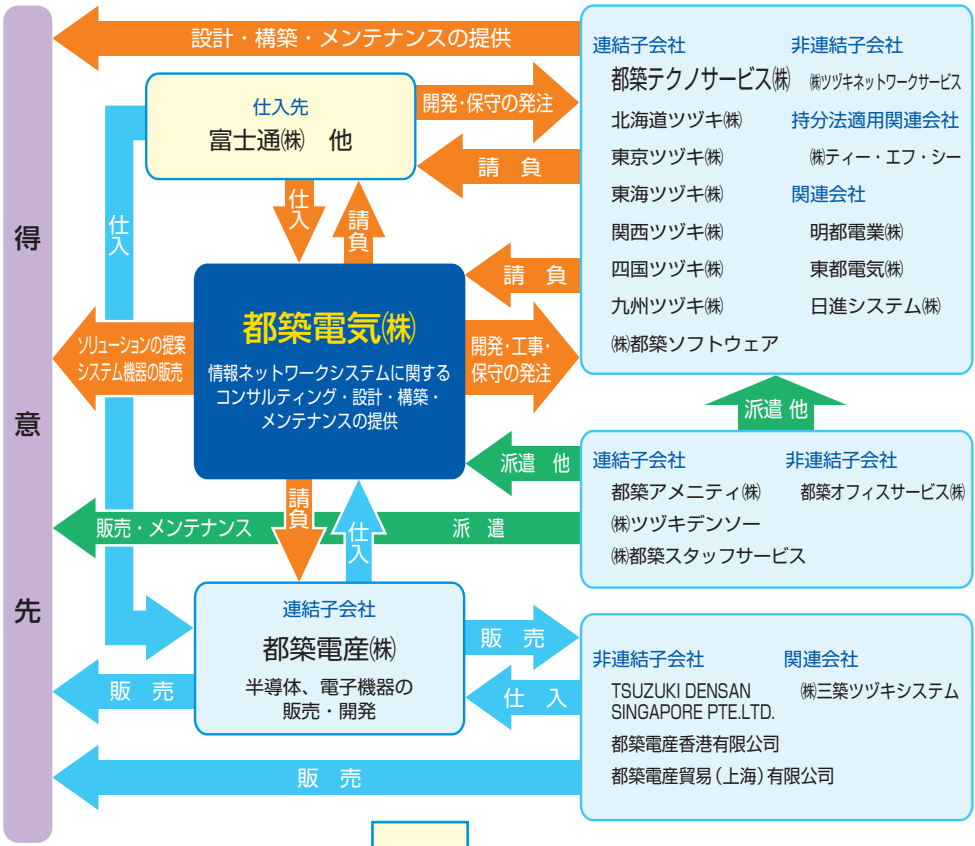 得意先
設計・構築・メンテナンスの提供
仕入先
富士通㈱　他
開発・保守の発注
請　負
仕入
仕入
請負
請　負
都築電気㈱
情報ネットワークシステムに関する
コンサルティング・設計・構築・
メンテナンスの提供
ソリューションの提案
システム機器の販売
開発・工事・
保守の発注
連結子会社
都築テクノサービス㈱
北海道ツヅキ㈱
東京ツヅキ㈱
東海ツヅキ㈱
関西ツヅキ㈱
四国ツヅキ㈱
九州ツヅキ㈱
㈱都築ソフトウェア
非連結子会社
㈱ツヅキネットワークサービス
持分法適用関連会社
㈱ティー・エフ・シー
関連会社
明都電業㈱
東都電気㈱
日進システム㈱
派遣 他
派遣　他
連結子会社
都築アメニティ㈱
㈱ツヅキデンソー
㈱都築スタッフサービス
非連結子会社
都築オフィスサービス㈱
販売・メンテナンス
派　遣
請負
仕入
連結子会社
都築電産㈱
半導体、電子機器の
販売・開発
販　売
仕　入
販　売
販　売
非連結子会社
TSUZUKI DENSAN
SINGAPORE PTE.LTD.
都築電産香港有限公司
都築電産貿易（上海）有限公司
関連会社
㈱三築ツヅキシステム